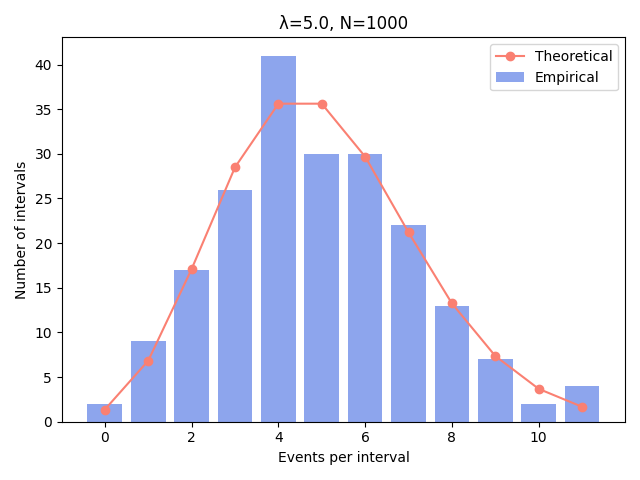 λ=5.0, N=1000
Theoretical
Empirical
Number of intervals
40
35
30
25
20
15
10
5
0
0 2 4 6 8 10
Events per interval